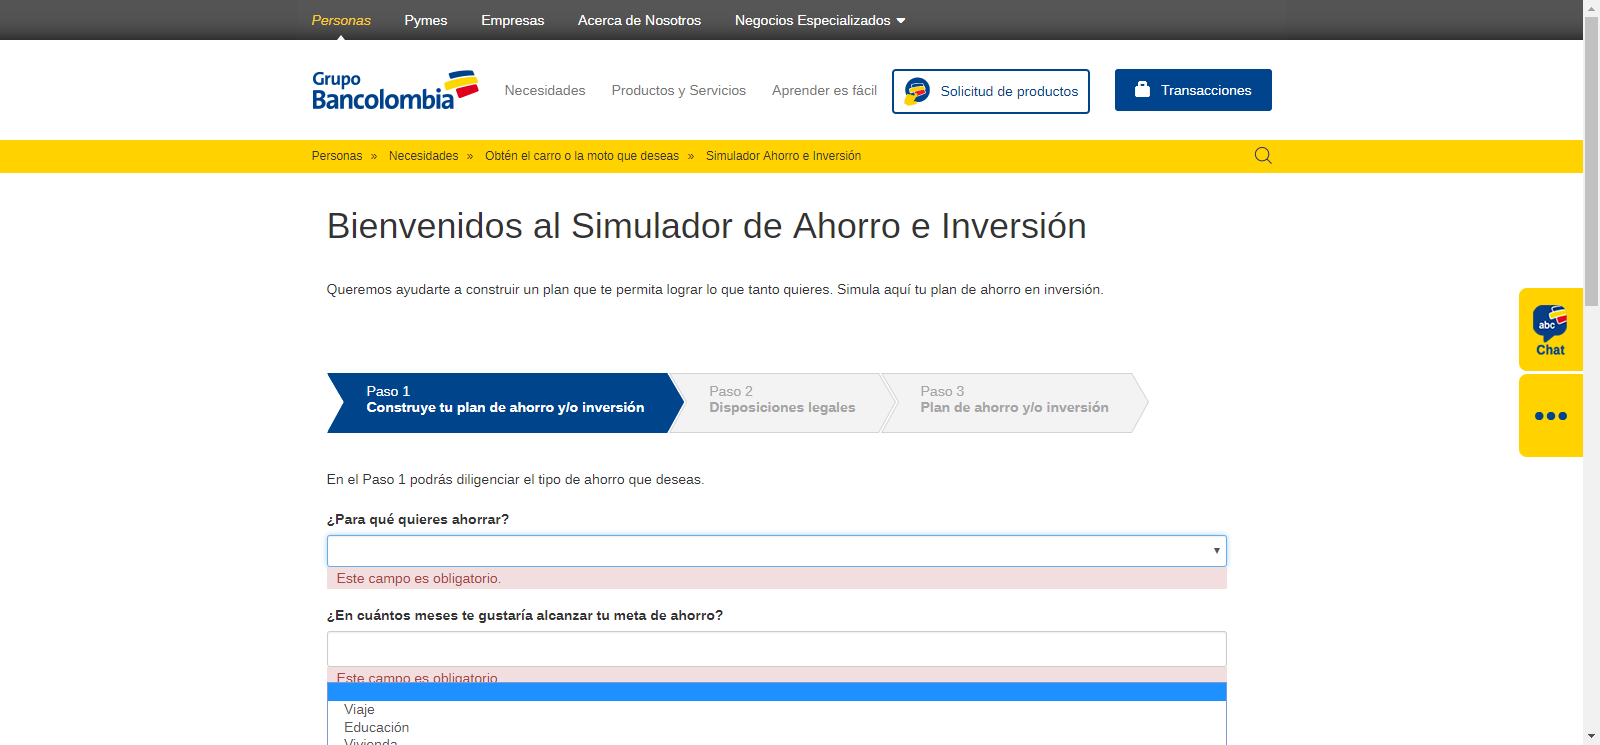 Personas Pymes Empresas Acerca de Nosotros Negocios Especializados
Grupo
Bancolombia
Necesidades Productos y Servicios Aprender es fácil Solicitud de productos Transacciones
Personas » Necesidades » Obtén el carro o la moto que deseas » Simulador Ahorro e Inversión
Bienvenidos al Simulador de Ahorro e Inversión
Queremos ayudarte a construir un plan que te permita lograr lo que tanto quieres. Simula aquí tu plan de ahorro en inversión.
abc
Chat
Paso 1
Construye tu plan de ahorro y/o inversión
Paso 2
Disposiciones legales
Paso 3
Plan de ahorro y/o inversión
En el Paso 1 podrás diligenciar el tipo de ahorro que deseas.
¿Para qué quieres ahorrar?
Este campo es obligatorio.
¿En cuántos meses te gustaría alcanzar tu meta de ahorro?
Este campo es obligatorio
Viaje
Educación
Vivienda